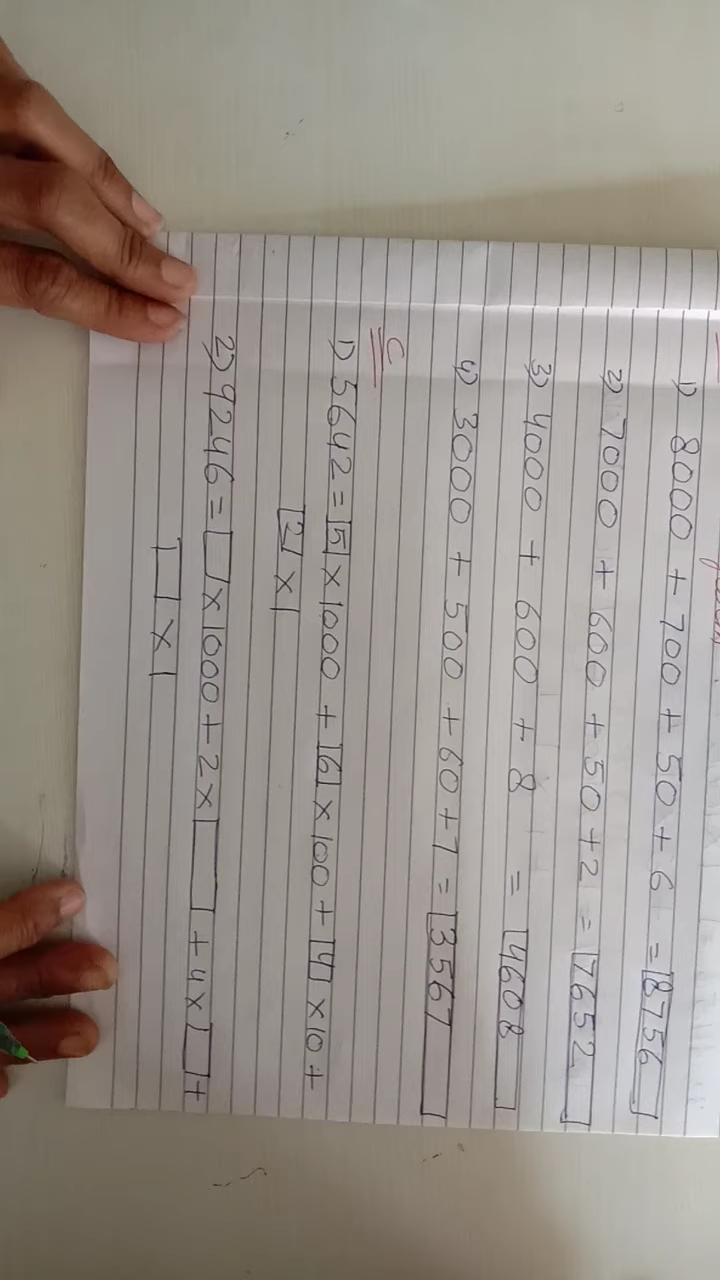 1) 8000 + 700 + 50 + 6 = 8756
2) 7000 + 600 + 50 + 2 = 7652
3) 4000 + 600 + 8 = 4608
4) 3000 + 500 + 60 + 7 = 3567
C
1) 5642 = 5 × 1000 + 6 × 100 + 4 × 10 +
2 × 1
2) 9246 = □ × 1000 + 2 × □ + 4 × □ +
□ × 1